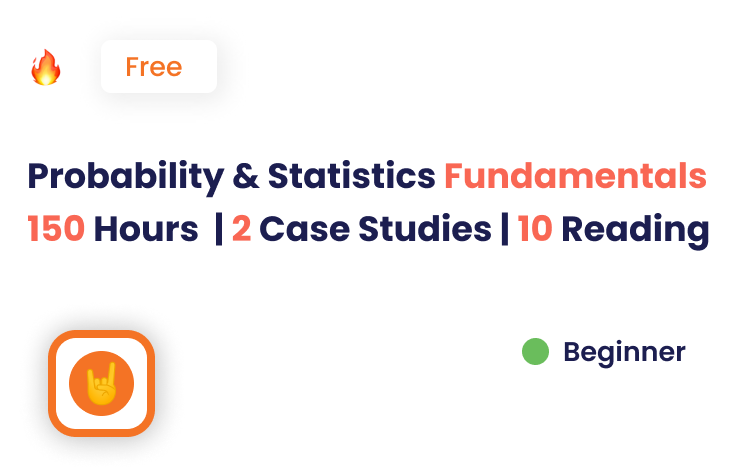 Free
Probability & Statistics Fundamentals
150 Hours | 2 Case Studies | 10 Reading
Beginner